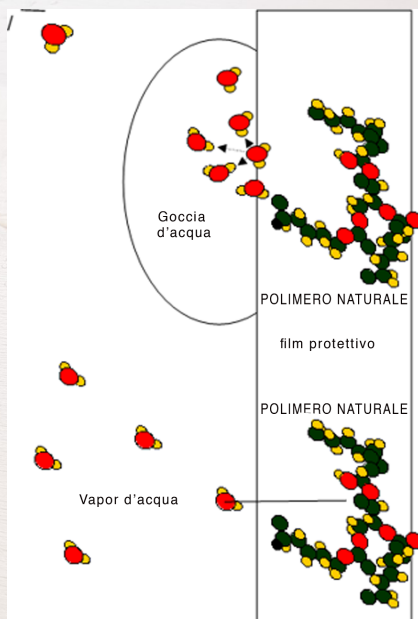 Goccia
d'acqua
POLIMERO NATURALE
film protettivo
POLIMERO NATURALE
Vapor d'acqua